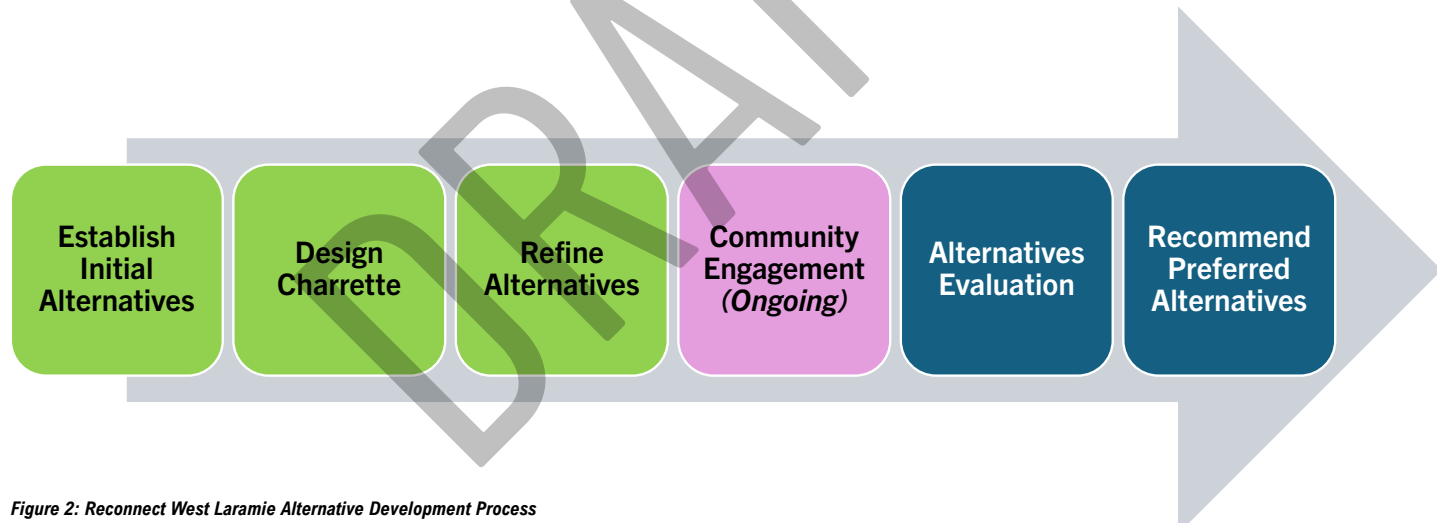 DRA
Establish
Initial
Alternatives
Design
Charrette
Refine
Alternatives
Community
Engagement
(Ongoing)
Alternatives
Evaluation
Recommend
Preferred
Alternatives
Figure 2: Reconnect West Laramie Alternative Development Process